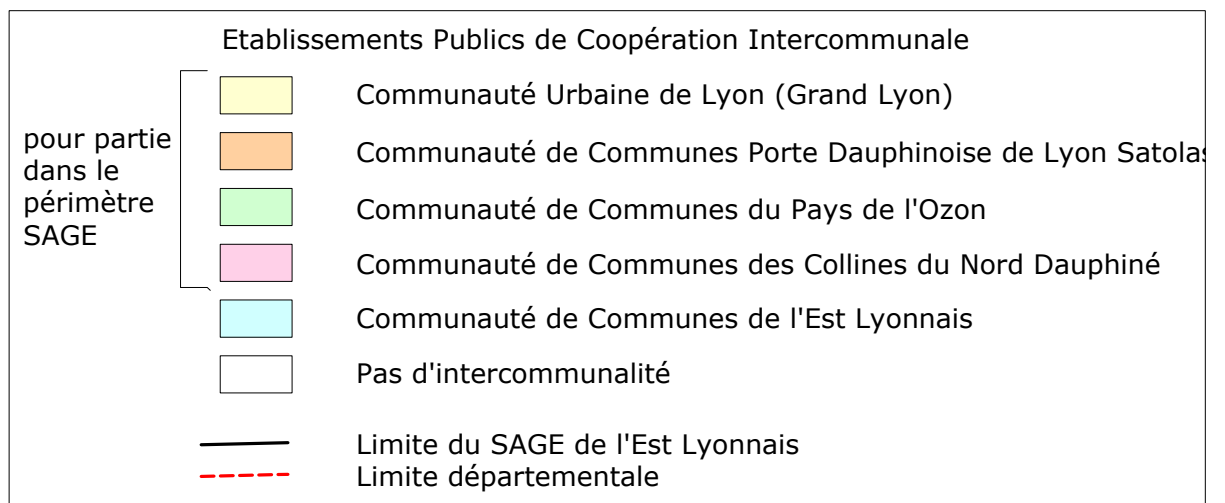 Etablissements Publics de Coopération Intercommunale
pour partie
dans le
périmètre
SAGE
Communauté Urbaine de Lyon (Grand Lyon)
Communauté de Communes Porte Dauphinoise de Lyon Satolas
Communauté de Communes du Pays de l'Ozon
Communauté de Communes des Collines du Nord Dauphiné
Communauté de Communes de l'Est Lyonnais
Pas d'intercommunalité
Limite du SAGE de l'Est Lyonnais
Limite départementale